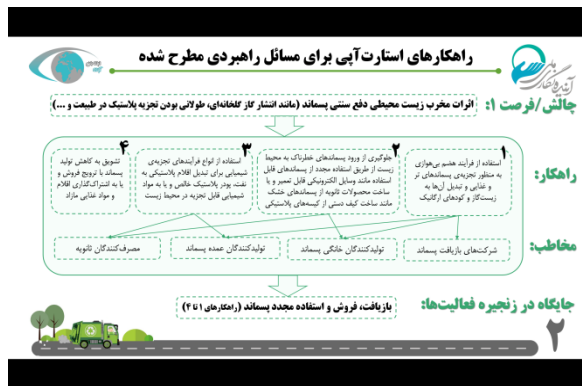 راهکارهای استارت‌آپی برای مسائل راهبردی مطرح شده
چالش/فرصت ۱:
اثرات مخرب زیست محیطی دفع سنتی پسماند (مانند انتشار گاز گلخانه‌ای، طولانی بودن تجزیه پلاستیک در طبیعت و ...)
راهکار:
۱
استفاده از فرآیند هضم بی‌هوازی
به منظور تجزیه‌ی پسماندهای تر
و غذایی و تبدیل آن‌ها به
زیست‌گاز و کودهای ارگانیک
۲
جلوگیری از ورود پسماندهای خطرناک به محیط
زیست از طریق استفاده مجدد از پسماندهای قابل
استفاده مانند وسایل الکترونیکی قابل تعمیر و یا
ساخت محصولات ثانویه از پسماندهای خشک
مانند ساخت کیف دستی از کیسه‌های پلاستیکی
۳
استفاده از انواع فرآیندهای تجزیه‌ی
شیمیایی برای تبدیل اقلام پلاستیکی به
نفت، پودر پلاستیک خالص و یا به مواد
شیمیایی قابل تجزیه در محیط زیست
۴
تشویق به کاهش تولید
پسماند با ترویج فروش و
یا به اشتراک‌گذاری اقلام
و مواد غذایی مازاد
مخاطب:
شرکت‌های بازیافت پسماند
تولیدکنندگان خانگی پسماند
تولیدکنندگان عمده پسماند
مصرف‌کنندگان ثانویه
جایگاه در زنجیره فعالیت‌ها:
بازیافت، فروش و استفاده مجدد پسماند (راهکارهای ۱ تا ۴)
۲